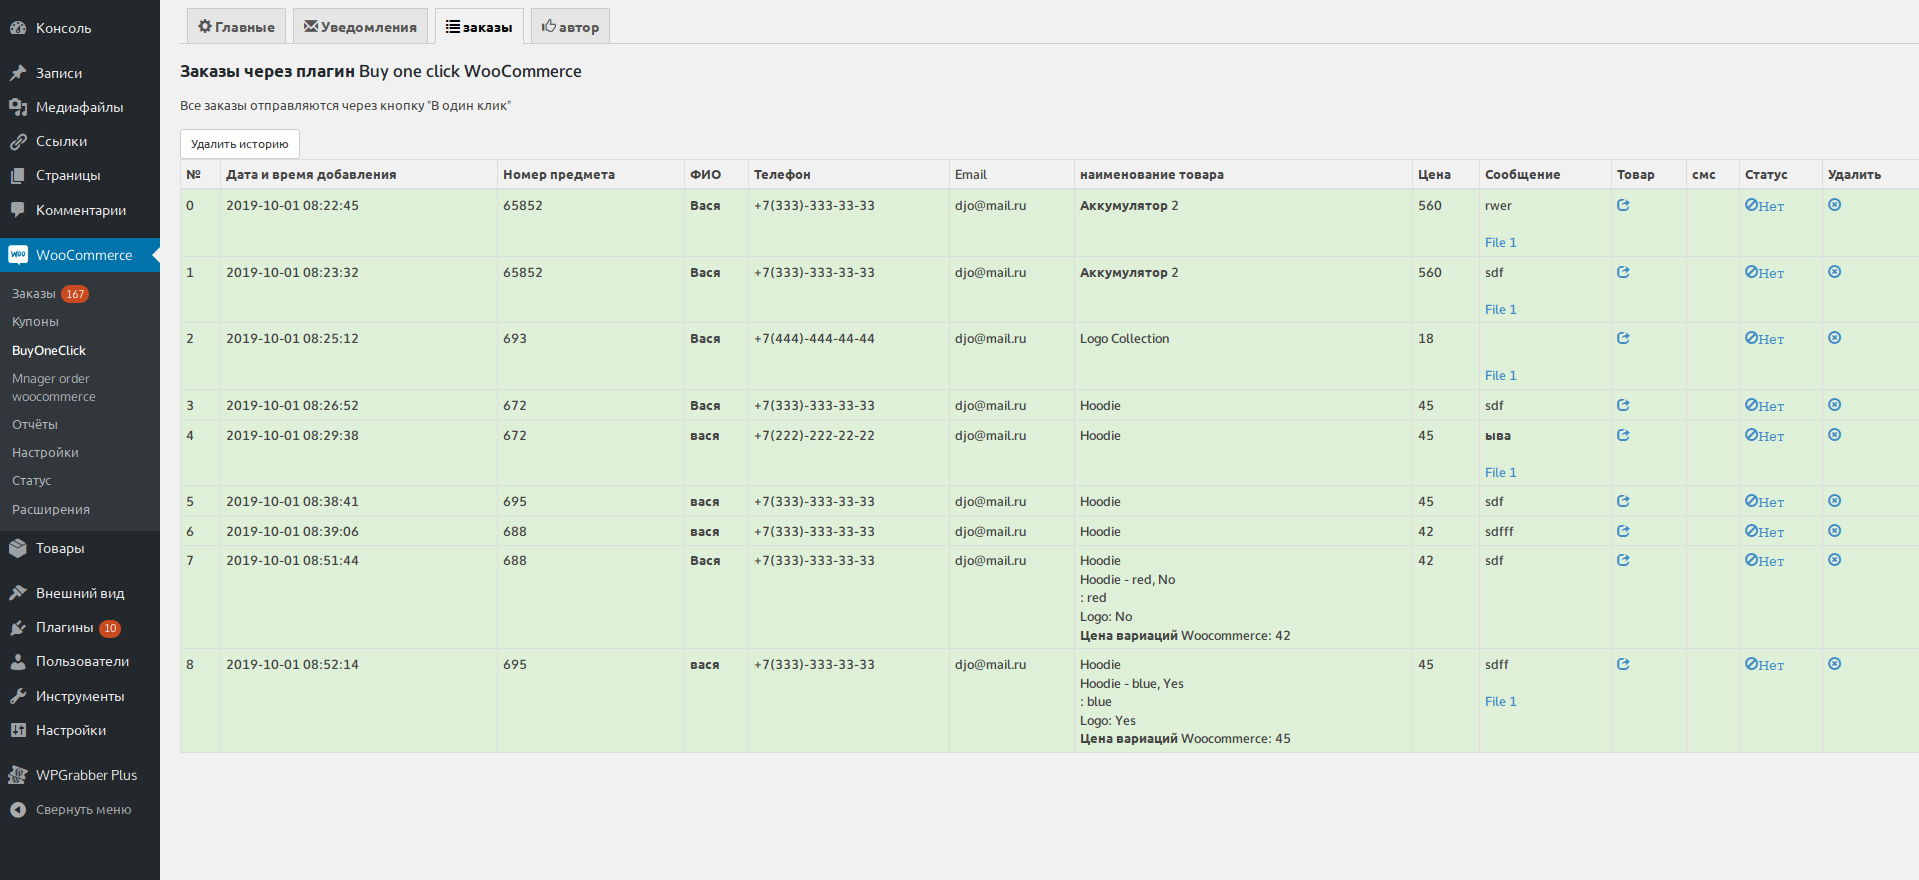 Консоль
Записи
Медиафайлы
Ссылки
Страницы
Комментарии
WooCommerce
Заказы 167
Купоны
BuyOneClick
Mnager order
woocommerce
Отчёты
Настройки
Статус
Расширения
Товары
Внешний вид
Плагины 10
Пользователи
Инструменты
Настройки
WPGrabber Plus
Свернуть меню
Главные Уведомления заказы автор
Заказы через плагин Buy one click WooCommerce
Все заказы отправляются через кнопку "В один клик"
Удалить историю
№ Дата и время добавления Номер предмета ФИО Телефон Email наименование товара Цена Сообщение Товар смс Статус Удалить
0 2019-10-01 08:22:45 65852 Вася +7(333)-333-33-33 djo@mail.ru Аккумулятор 2 560 rwer Нет
File 1
1 2019-10-01 08:23:32 65852 Вася +7(333)-333-33-33 djo@mail.ru Аккумулятор 2 560 sdf Нет
File 1
2 2019-10-01 08:25:12 693 Вася +7(444)-444-44-44 djo@mail.ru Logo Collection 18 Нет
File 1
3 2019-10-01 08:26:52 672 Вася +7(333)-333-33-33 djo@mail.ru Hoodie 45 sdf Нет
4 2019-10-01 08:29:38 672 вася +7(222)-222-22-22 djo@mail.ru Hoodie 45 ыва Нет
File 1
5 2019-10-01 08:38:41 695 вася +7(333)-333-33-33 djo@mail.ru Hoodie 45 sdf Нет
6 2019-10-01 08:39:06 688 вася +7(333)-333-33-33 djo@mail.ru Hoodie 42 sdfff Нет
7 2019-10-01 08:51:44 688 Вася +7(333)-333-33-33 djo@mail.ru Hoodie 42 sdf Нет
Hoodie - red, No
: red
Logo: No
Цена вариаций Woocommerce: 42
8 2019-10-01 08:52:14 695 вася +7(333)-333-33-33 djo@mail.ru Hoodie 45 sdff Нет
Hoodie - blue, Yes
: blue File 1
Logo: Yes
Цена вариаций Woocommerce: 45